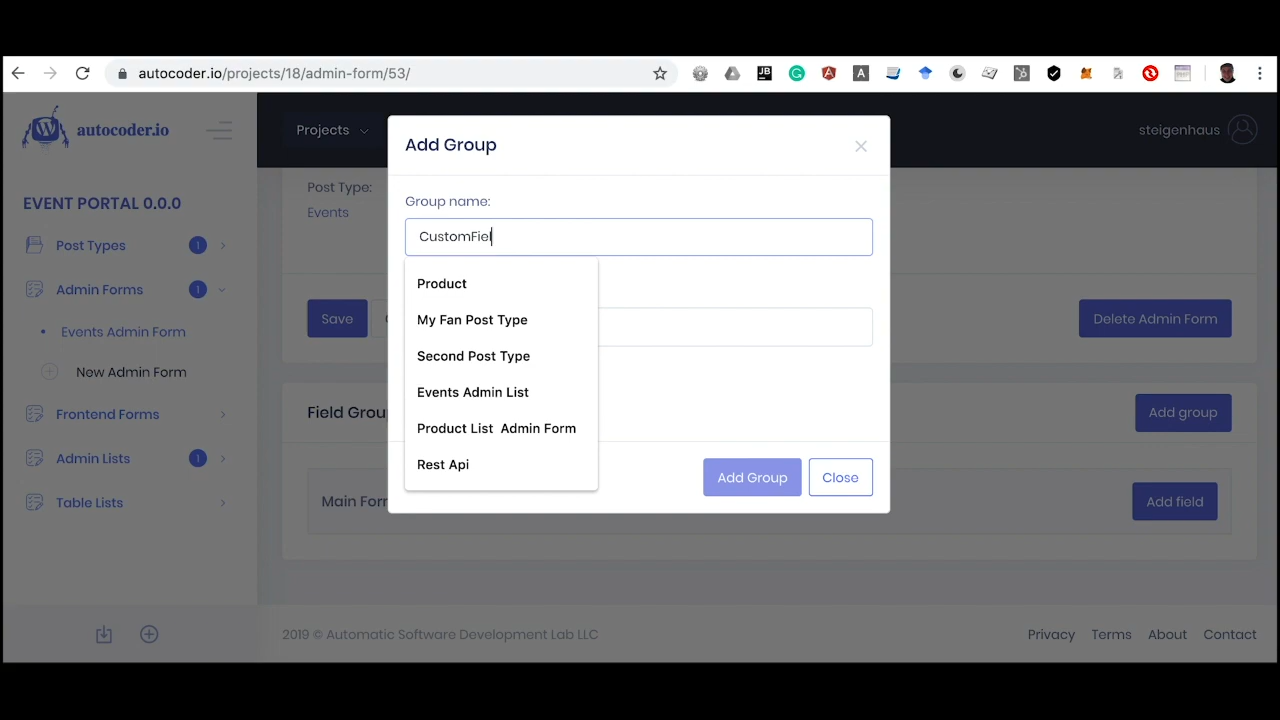 autocoder.io/projects/18/admin-form/53/
autocoder.io
Projects
steigenhaus
EVENT PORTAL 0.0.0
Post Types 1
Admin Forms 1
Events Admin Form
New Admin Form
Frontend Forms
Admin Lists 1
Table Lists
Post Type:
Events
Save
Delete Admin Form
Field Grou
Add group
Main For
Add field
Add Group
Group name:
CustomFiel
Product
My Fan Post Type
Second Post Type
Events Admin List
Product List Admin Form
Rest Api
Add Group
Close
2019 © Automatic Software Development Lab LLC
Privacy Terms About Contact